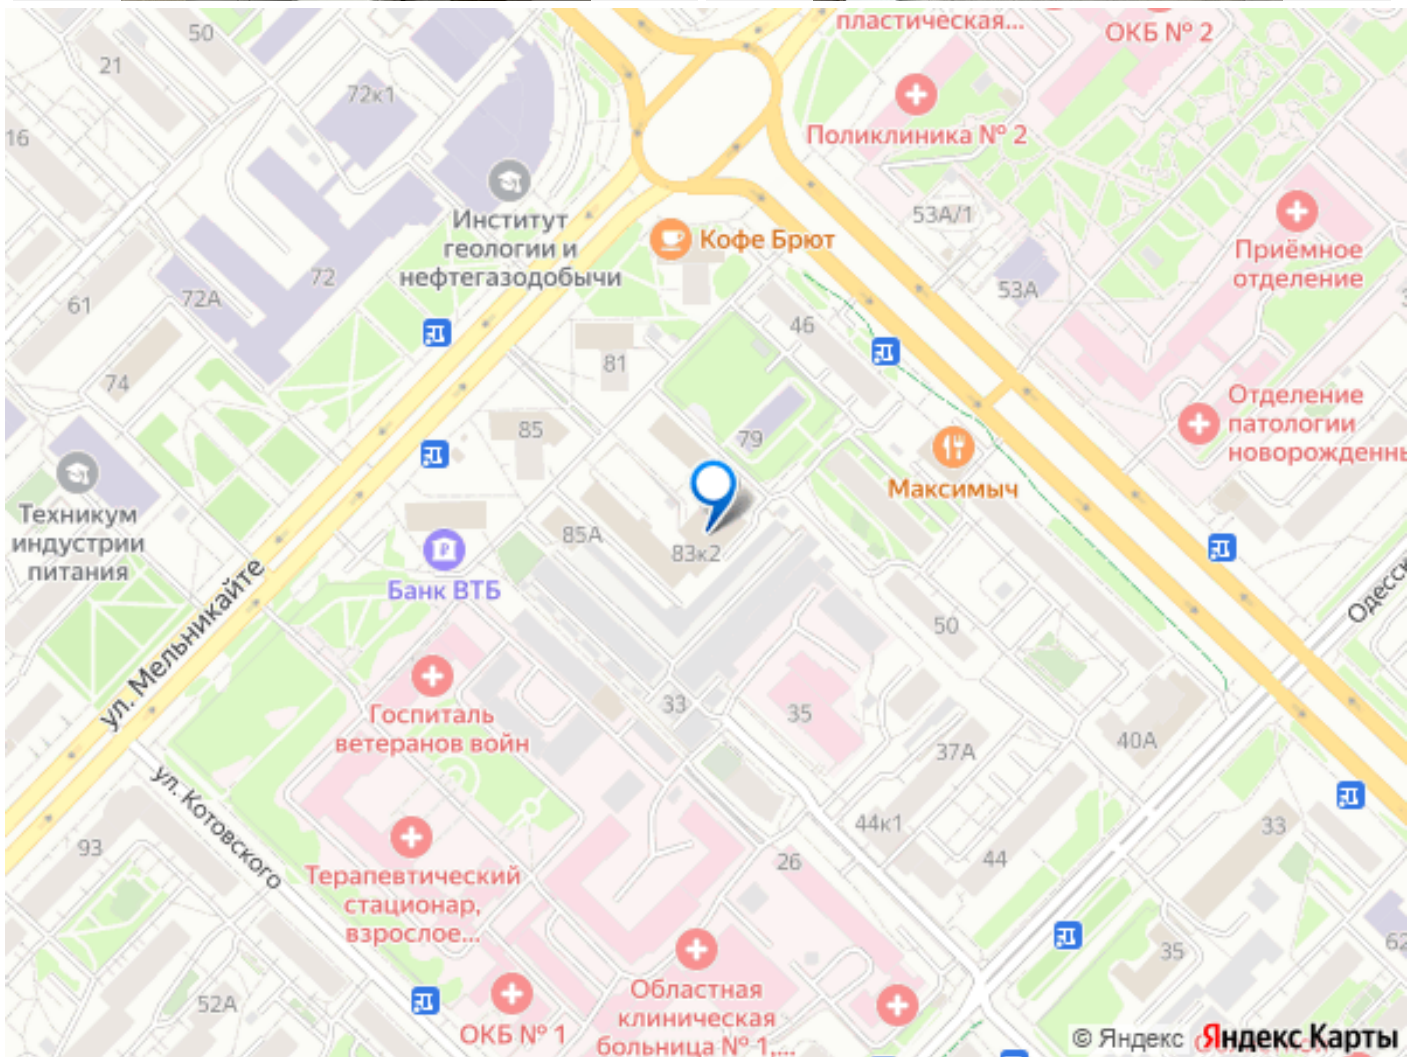 пластическая...
ОКБ № 2
50
21
72к1
16
Поликлиника № 2
Институт
геологии и
нефтегазодобычи
53А/1
Кофе Брют
Приёмное
отделение
72
72А
61
53А
46
81
74
Отделение
патологии
новорожденны
85
79
Максимыч
Техникум
индустрии
питания
85А
83к2
Банк ВТБ
ул. Мельникайте
Одесск
50
Госпиталь
ветеранов войн
33
35
37А
40А
ул. Котовского
93
44к1
44
33
26
Терапевтический
стационар,
взрослое...
35
62
52А
ОКБ № 1
Областная
клиническая
больница № 1,...
© Яндекс
Яндекс Карты